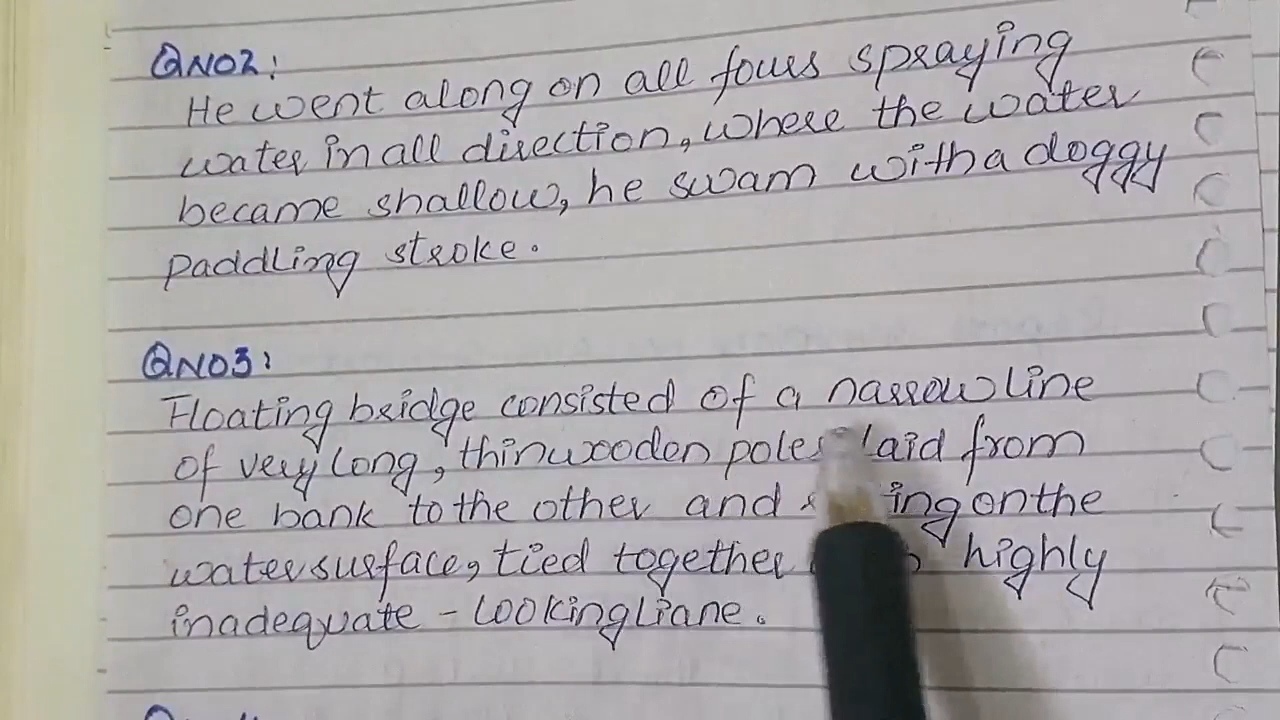 QNO2:
He went along on all fours spraying
water in all direction, where the water
became shallow, he swam with a doggy
paddling stroke.
QNO3:
Floating bridge consisted of a narrow line
of very long, thin wooden poles laid from
one bank to the other and on the
water surface, tied together highly
inadequate - looking liane.